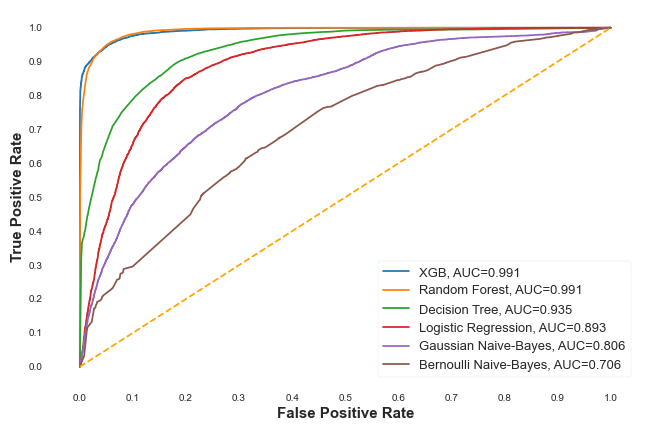 1.0
0.9
0.8
0.7
0.6
0.5
0.4
0.3
0.2
0.1
0.0
True Positive Rate
XGB, AUC=0.991
Random Forest, AUC=0.991
Decision Tree, AUC=0.935
Logistic Regression, AUC=0.893
Gaussian Naive-Bayes, AUC=0.806
Bernoulli Naive-Bayes, AUC=0.706
0.0 0.1 0.2 0.3 0.4 0.5 0.6 0.7 0.8 0.9 1.0
False Positive Rate